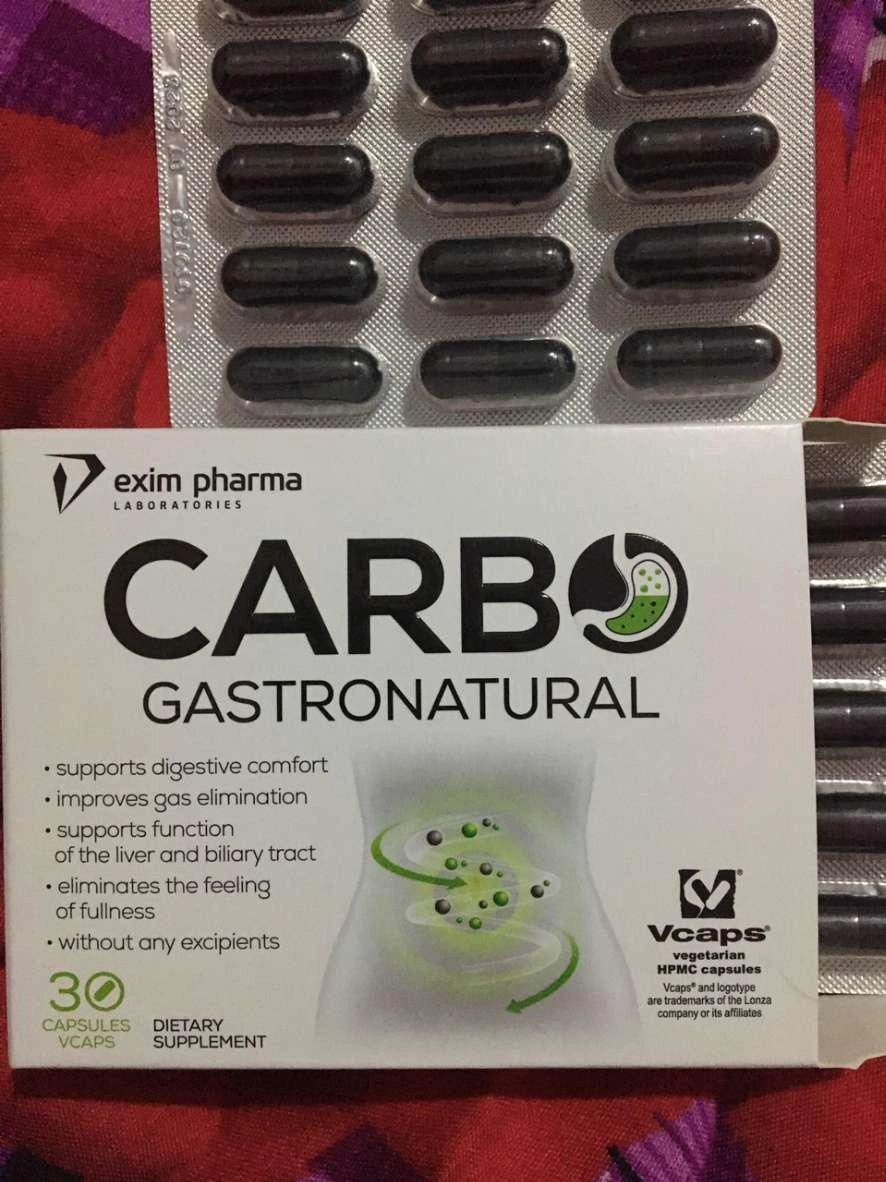 07/2028
exim pharma
LABORATORIES
CARBO
GASTRONATURAL
• supports digestive comfort
• improves gas elimination
• supports function
of the liver and biliary tract
• eliminates the feeling
of fullness
• without any excipients
30
CAPSULES
VCAPS
DIETARY
SUPPLEMENT
Vcaps®
vegetarian
HPMC capsules
Vcaps® and logotype
are trademarks of the Lonza
company or its affiliates